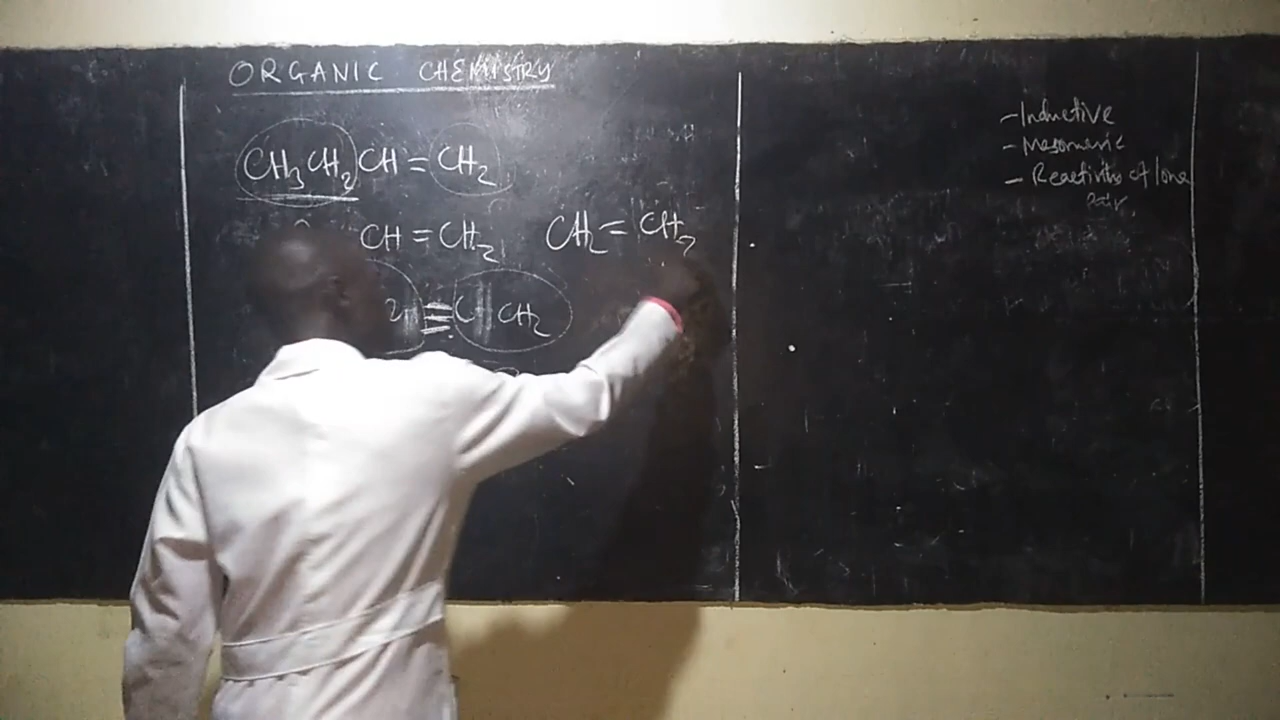 ORGANIC CHEMISTRY
CH3CH2CH=CH2
CH=CH2 CH2=CH2
CH2
- Inductive
- Mesomeric
- Reactivity of lone
Pair